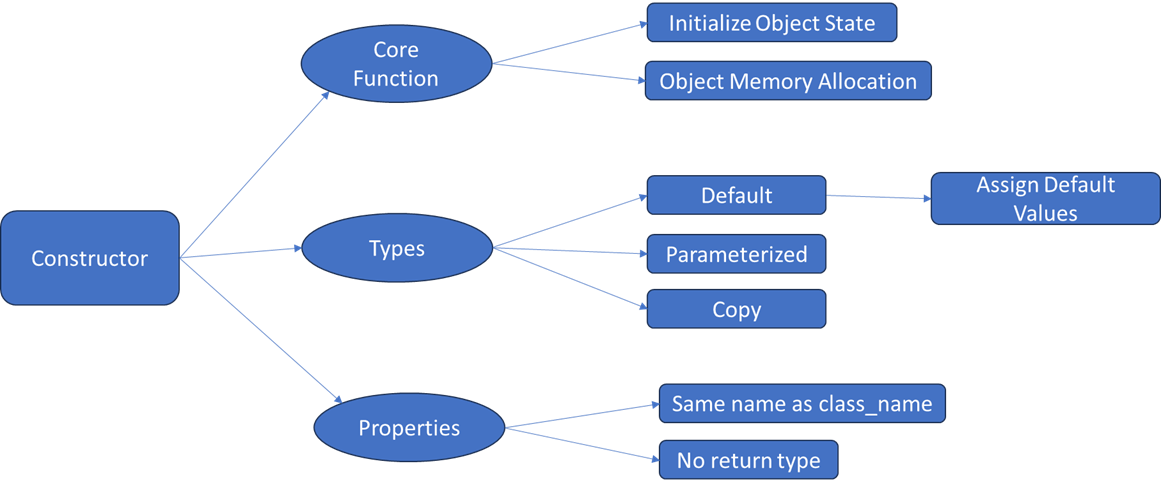 Constructor
Core
Function
Initialize Object State
Object Memory Allocation
Types
Default
Assign Default
Values
Parameterized
Copy
Properties
Same name as class_name
No return type